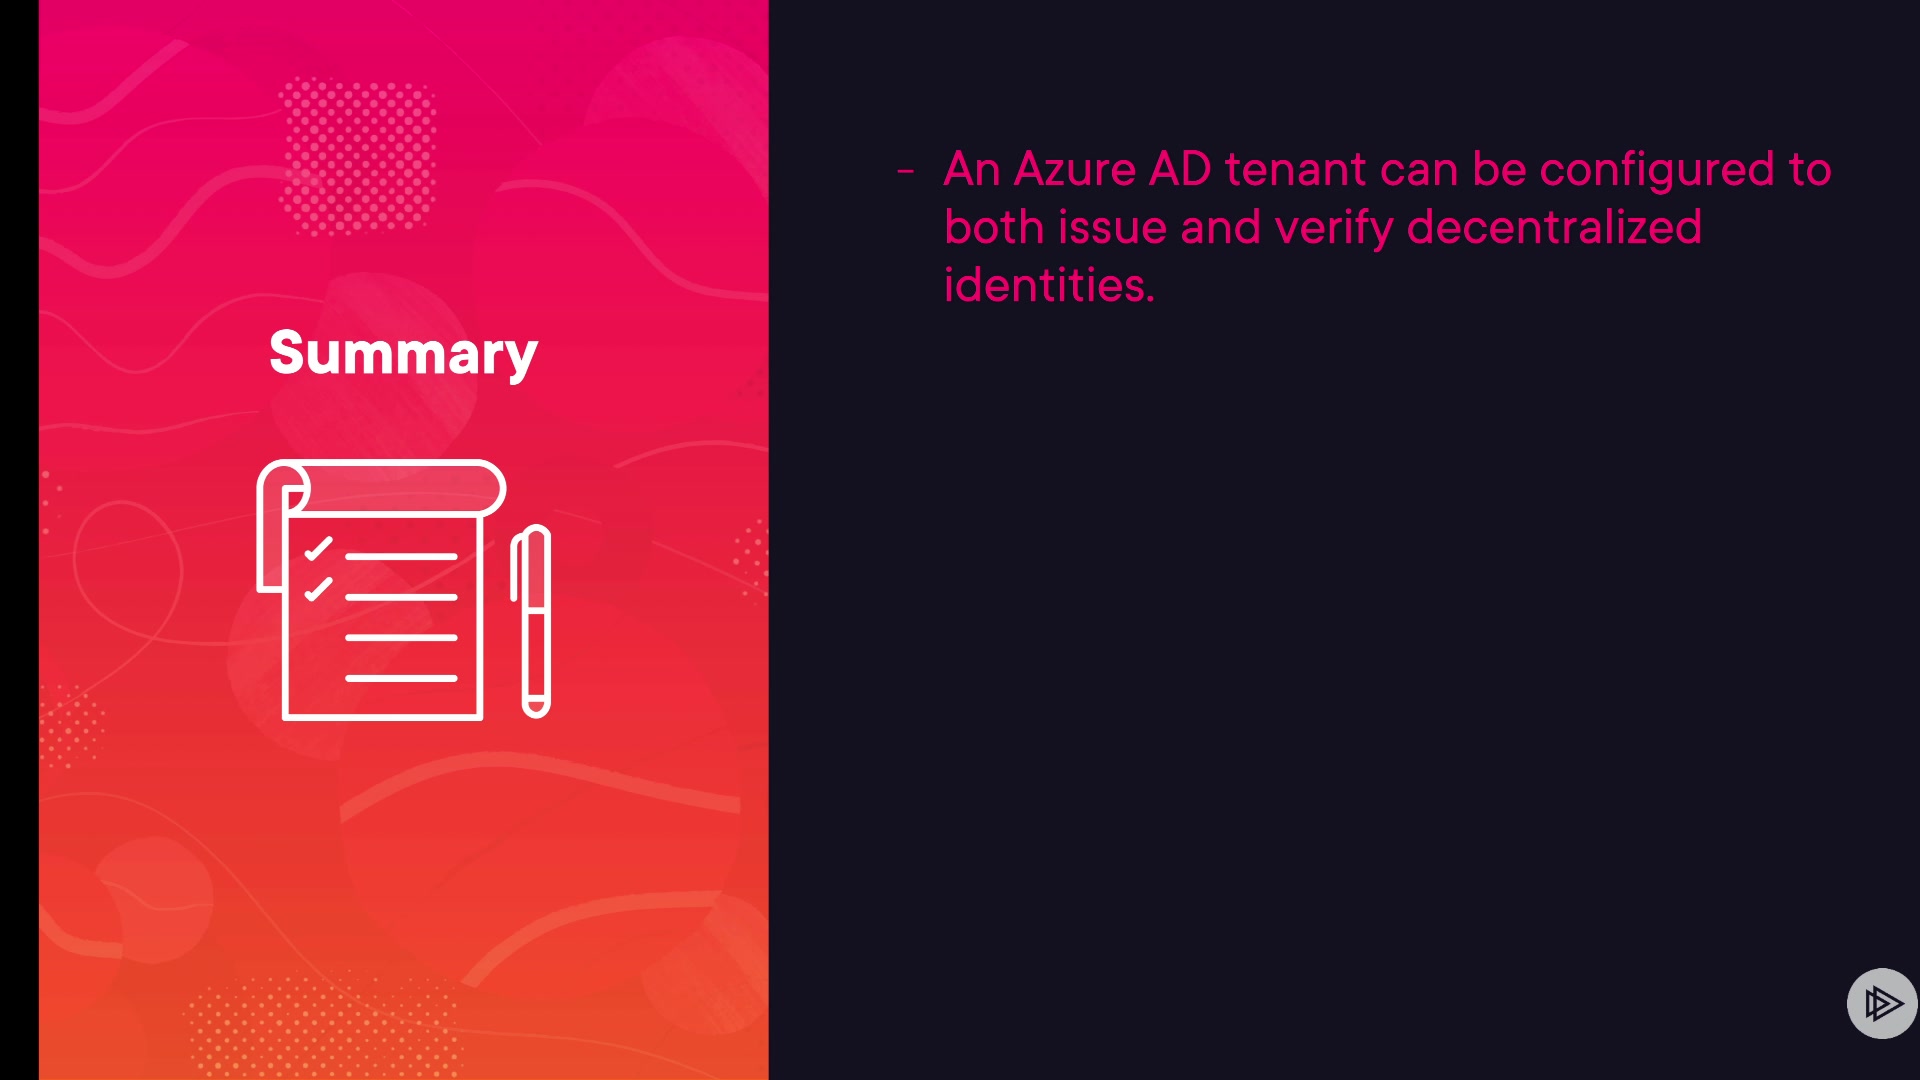 Summary
– An Azure AD tenant can be configured to
both issue and verify decentralized
identities.